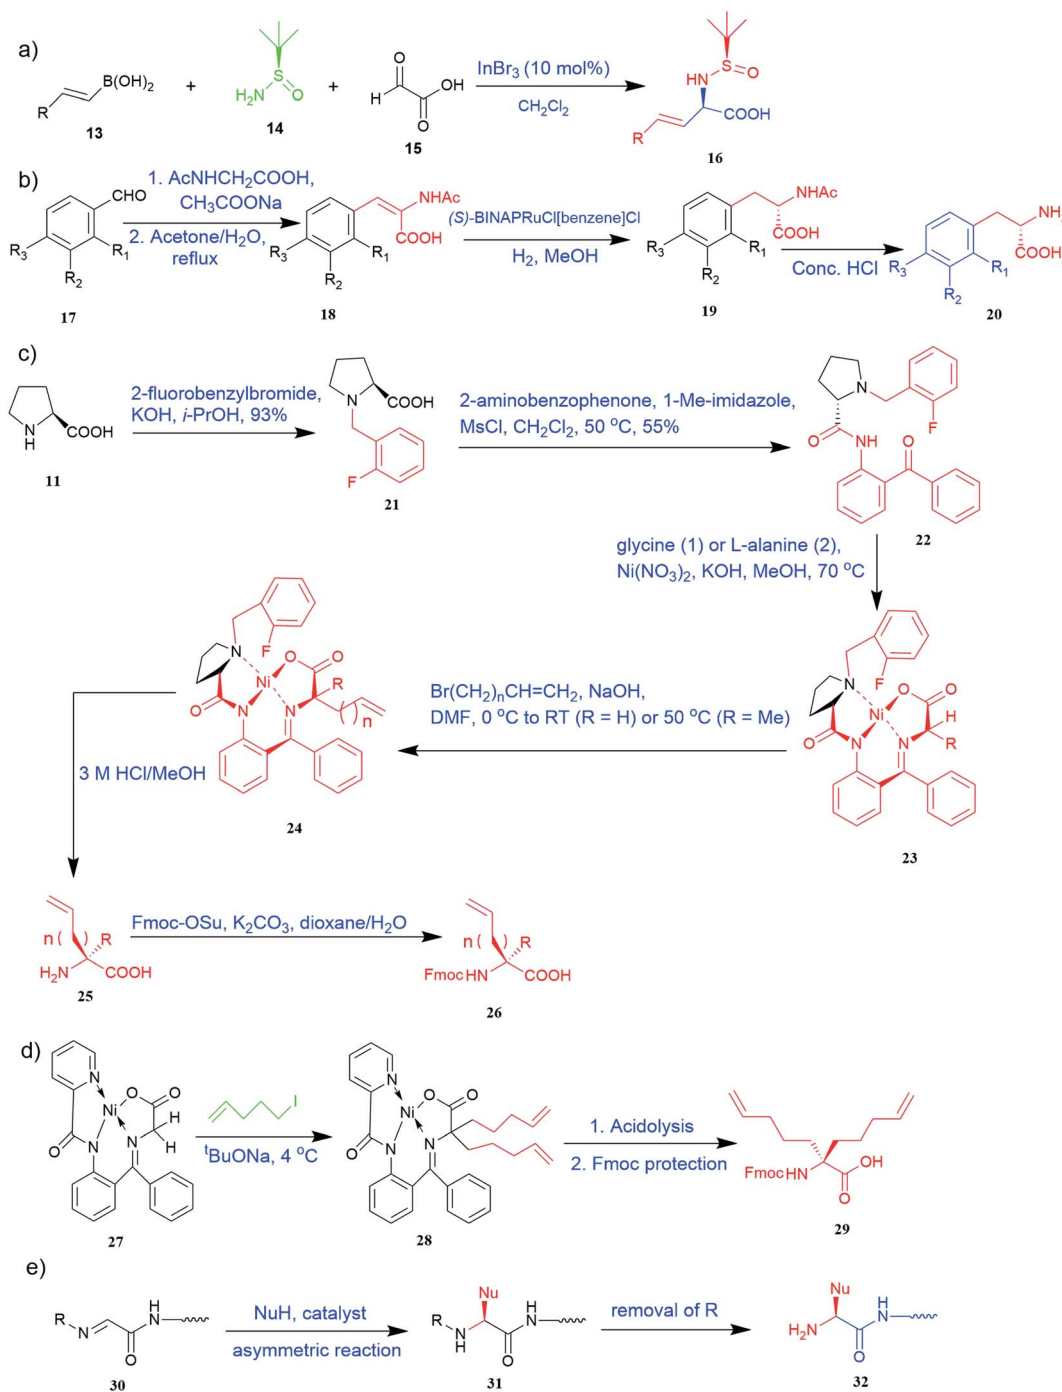 a)
R
B(OH)2
13
+
S
O
H2N
14
+
H
O
OH
O
15
InBr3 (10 mol%)
CH2Cl2
S
HN
O
R
COOH
16
b)
CHO
R3
R1
R2
17
1. AcNHCH2COOH,
CH3COONa
2. Acetone/H2O,
reflux
NHAc
COOH
R3
R1
R2
18
(S)-BINAPRuCl[benzene]Cl
H2, MeOH
NHAc
COOH
R3
R1
R2
19
Conc. HCl
N
COOH
R3
R1
R2
20
c)
N
H
COOH
11
2-fluorobenzylbromide,
KOH, i-PrOH, 93%
N
COOH
F
21
2-aminobenzophenone, 1-Me-imidazole,
MsCl, CH2Cl2, 50 °C, 55%
N
F
O
NH
O
22
glycine (1) or L-alanine (2),
Ni(NO3)2, KOH, MeOH, 70 °C
F
N
O
O
Ni
H
O
N
N
R
23
Br(CH2)nCH=CH2, NaOH,
DMF, 0 °C to RT (R = H) or 50 °C (R = Me)
F
N
O
O
Ni
R
O
N
N
( )n
24
3 M HCl/MeOH
n( )
R
H2N
COOH
25
Fmoc-OSu, K2CO3, dioxane/H2O
n( )
R
Fmoc
NH
COOH
26
d)
N
O
O
Ni
H
H
O
N
N
27
I
tBuONa, 4 °C
N
O
O
Ni
O
N
N
28
1. Acidolysis
2. Fmoc protection
Fmoc
NH
OH
O
29
e)
R
N
O
H
N
30
NuH, catalyst
asymmetric reaction
Nu
R
N
H
O
H
N
31
removal of R
Nu
H2N
O
H
N
32